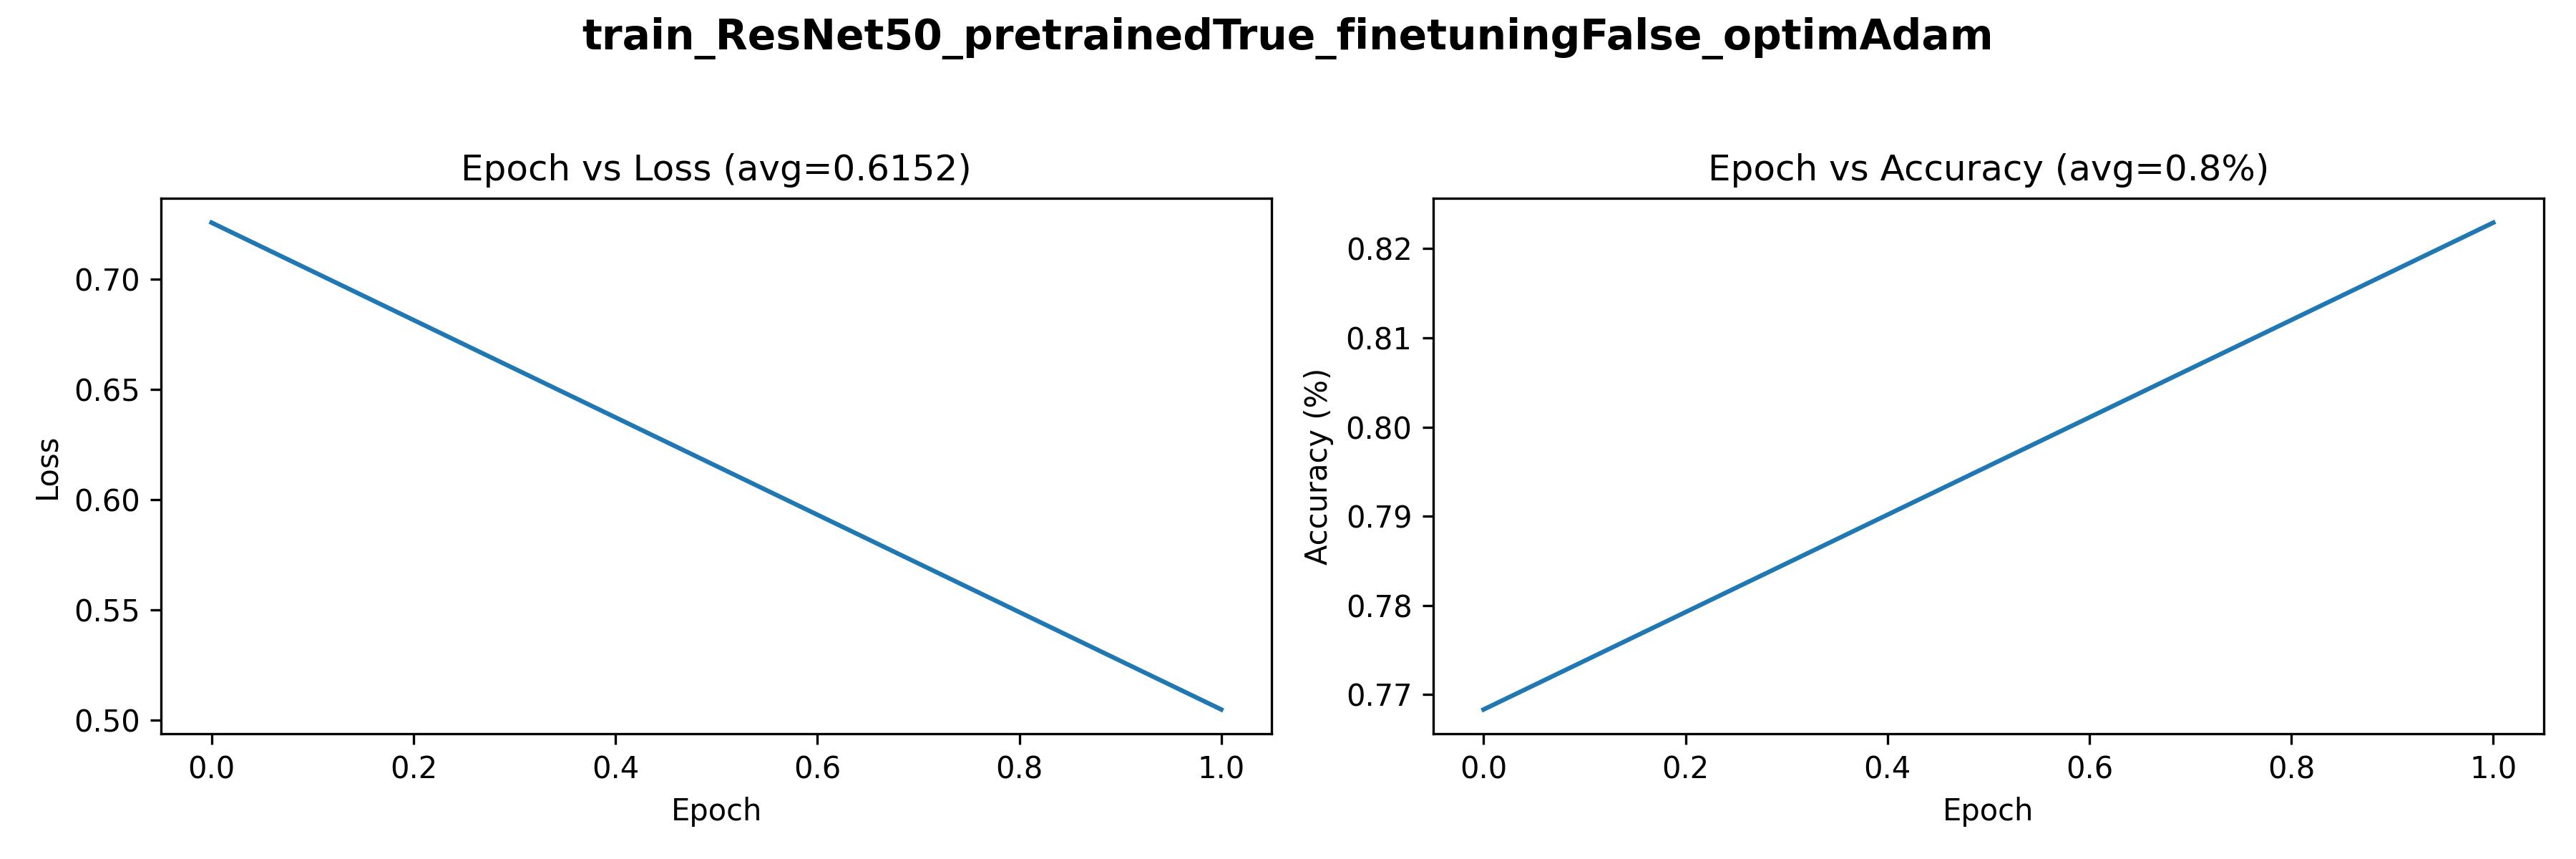 train_ResNet50_pretrainedTrue_finetuningFalse_optimAdam
Epoch vs Loss (avg=0.6152)
0.70
0.65
0.60
0.55
0.50
Loss
0.0 0.2 0.4 0.6 0.8 1.0
Epoch
Epoch vs Accuracy (avg=0.8%)
0.82
0.81
0.80
0.79
0.78
0.77
Accuracy (%)
0.0 0.2 0.4 0.6 0.8 1.0
Epoch